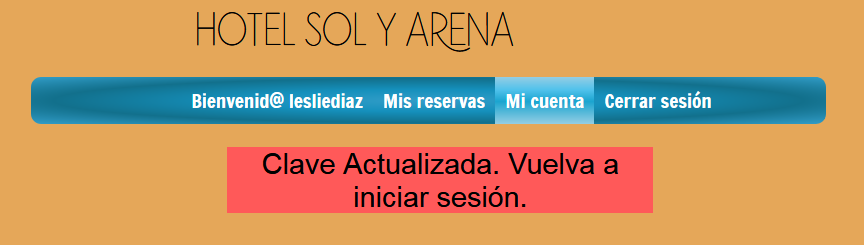 HOTEL SOL Y ARENA
Bienvenid@ lesliediaz Mis reservas Mi cuenta Cerrar sesión
Clave Actualizada. Vuelva a
iniciar sesión.